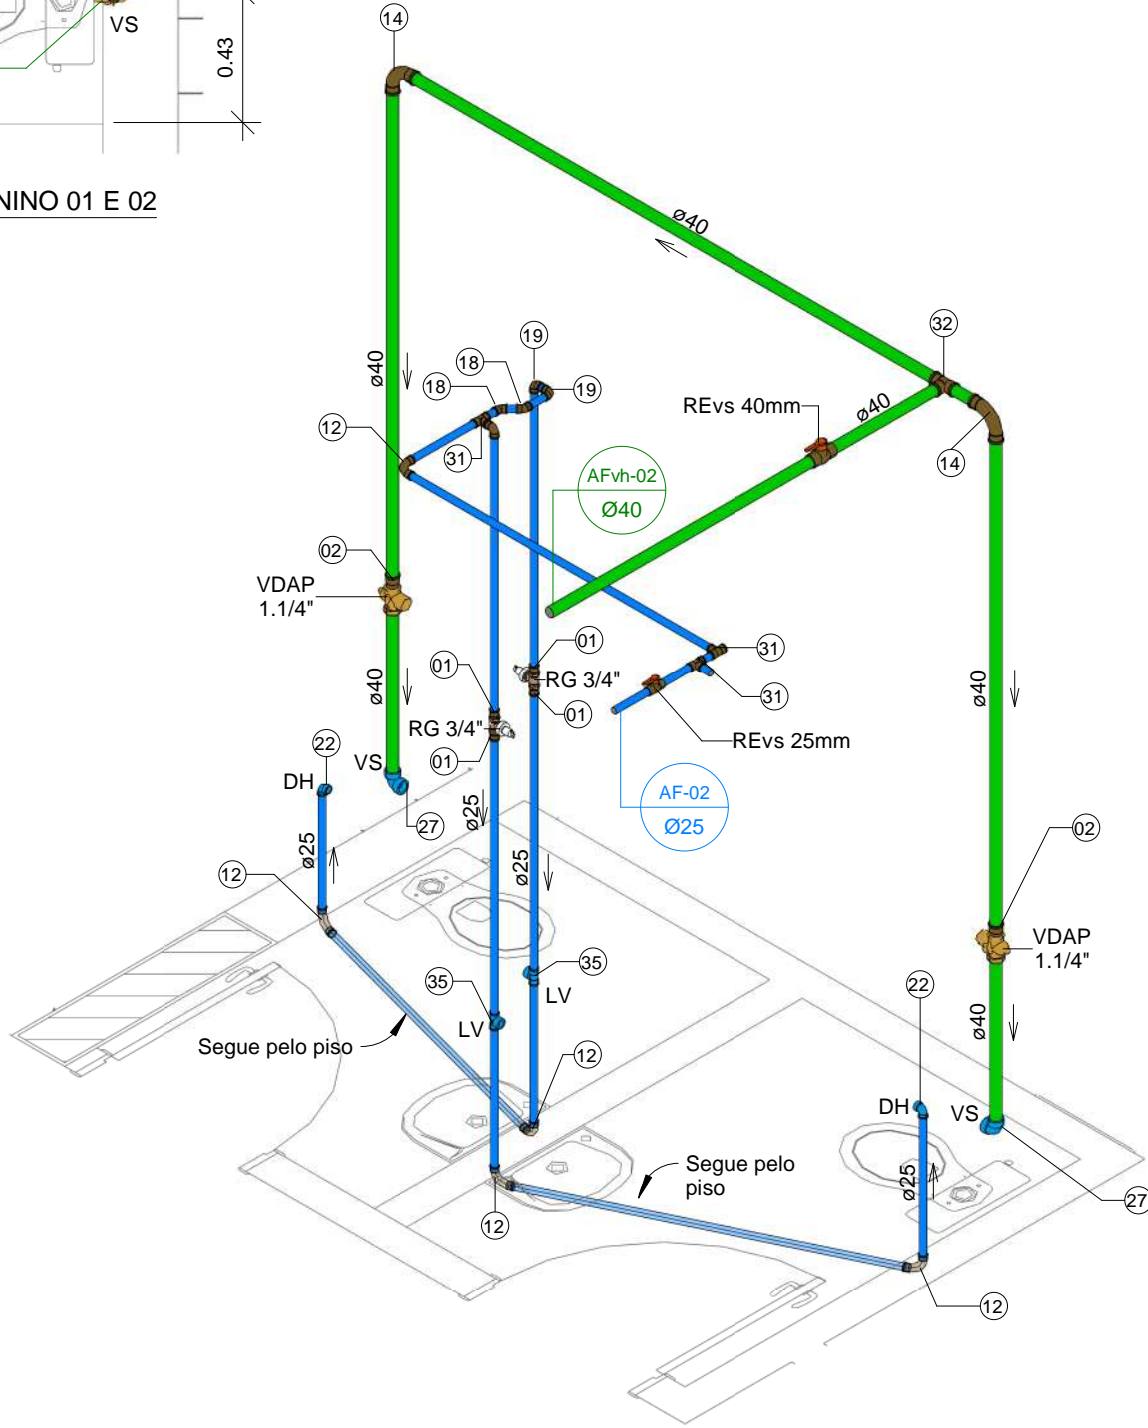 14
VS
0.43
NINO 01 E 02
ø40
32
19
18
19
18
ø40
REvs 40mm
ø40
12
31
14
AFvh-02
Ø40
02
VDAP
1.1/4"
01
31
01
RG 3/4"
31
ø40
ø40
01
RG 3/4"
REvs 25mm
22
VS
01
DH
AF-02
Ø25
27
ø25
02
ø25
ø25
12
VDAP
1.1/4"
35
35
22
LV
LV
ø40
Segue pelo piso
12
DH
VS
Segue pelo
piso
ø25
27
12
12